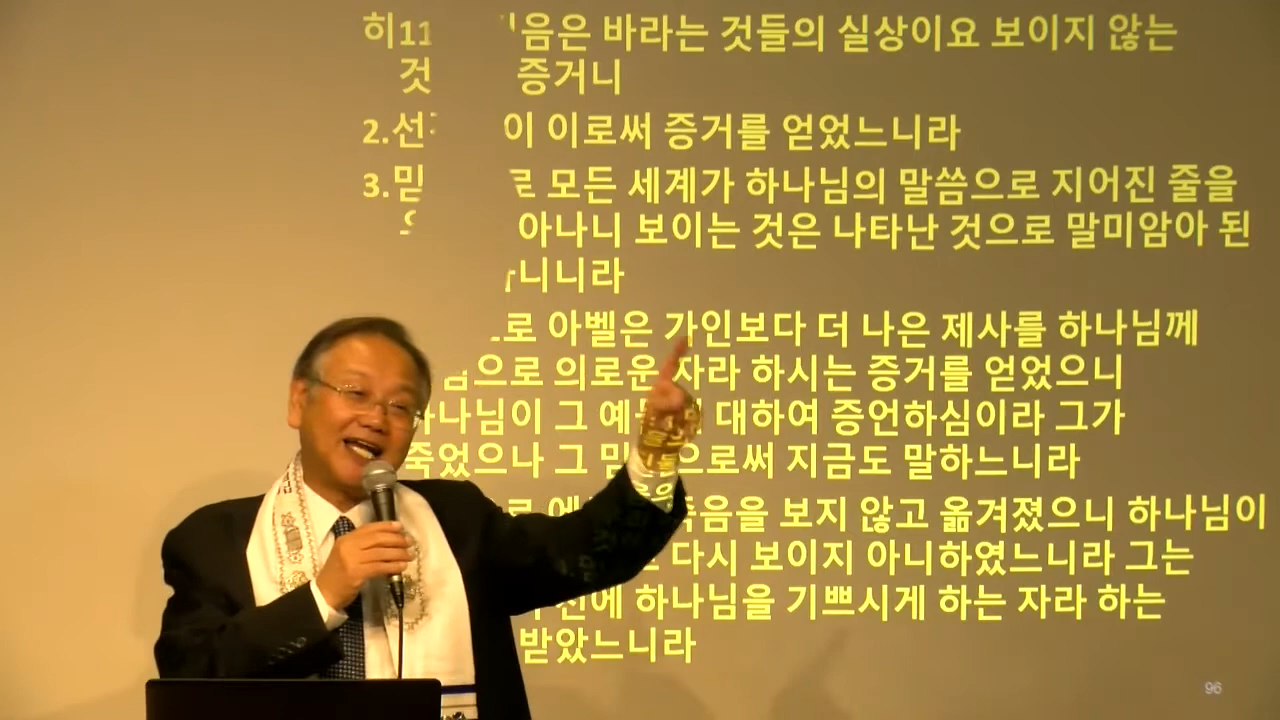 히11 음은 바라는 것들의 실상이요 보이지 않는
것 증거니
2.선 이 이로써 증거를 얻었느니라
3.믿 로 모든 세계가 하나님의 말씀으로 지어진 줄을
아나니 보이는 것은 나타난 것으로 말미암아 된
니니라
로 아벨은 가인보다 더 나은 제사를 하나님께
으로 의로운 자라 하시는 증거를 얻었으니
하나님이 그 대하여 증언하심이라 그가
죽었으나 그 으로써 지금도 말하느니라
로 죽음을 보지 않고 옮겨졌으니 하나님이
다시 보이지 아니하였느니라 그는
전에 하나님을 기쁘시게 하는 자라 하는
받았느니라
96